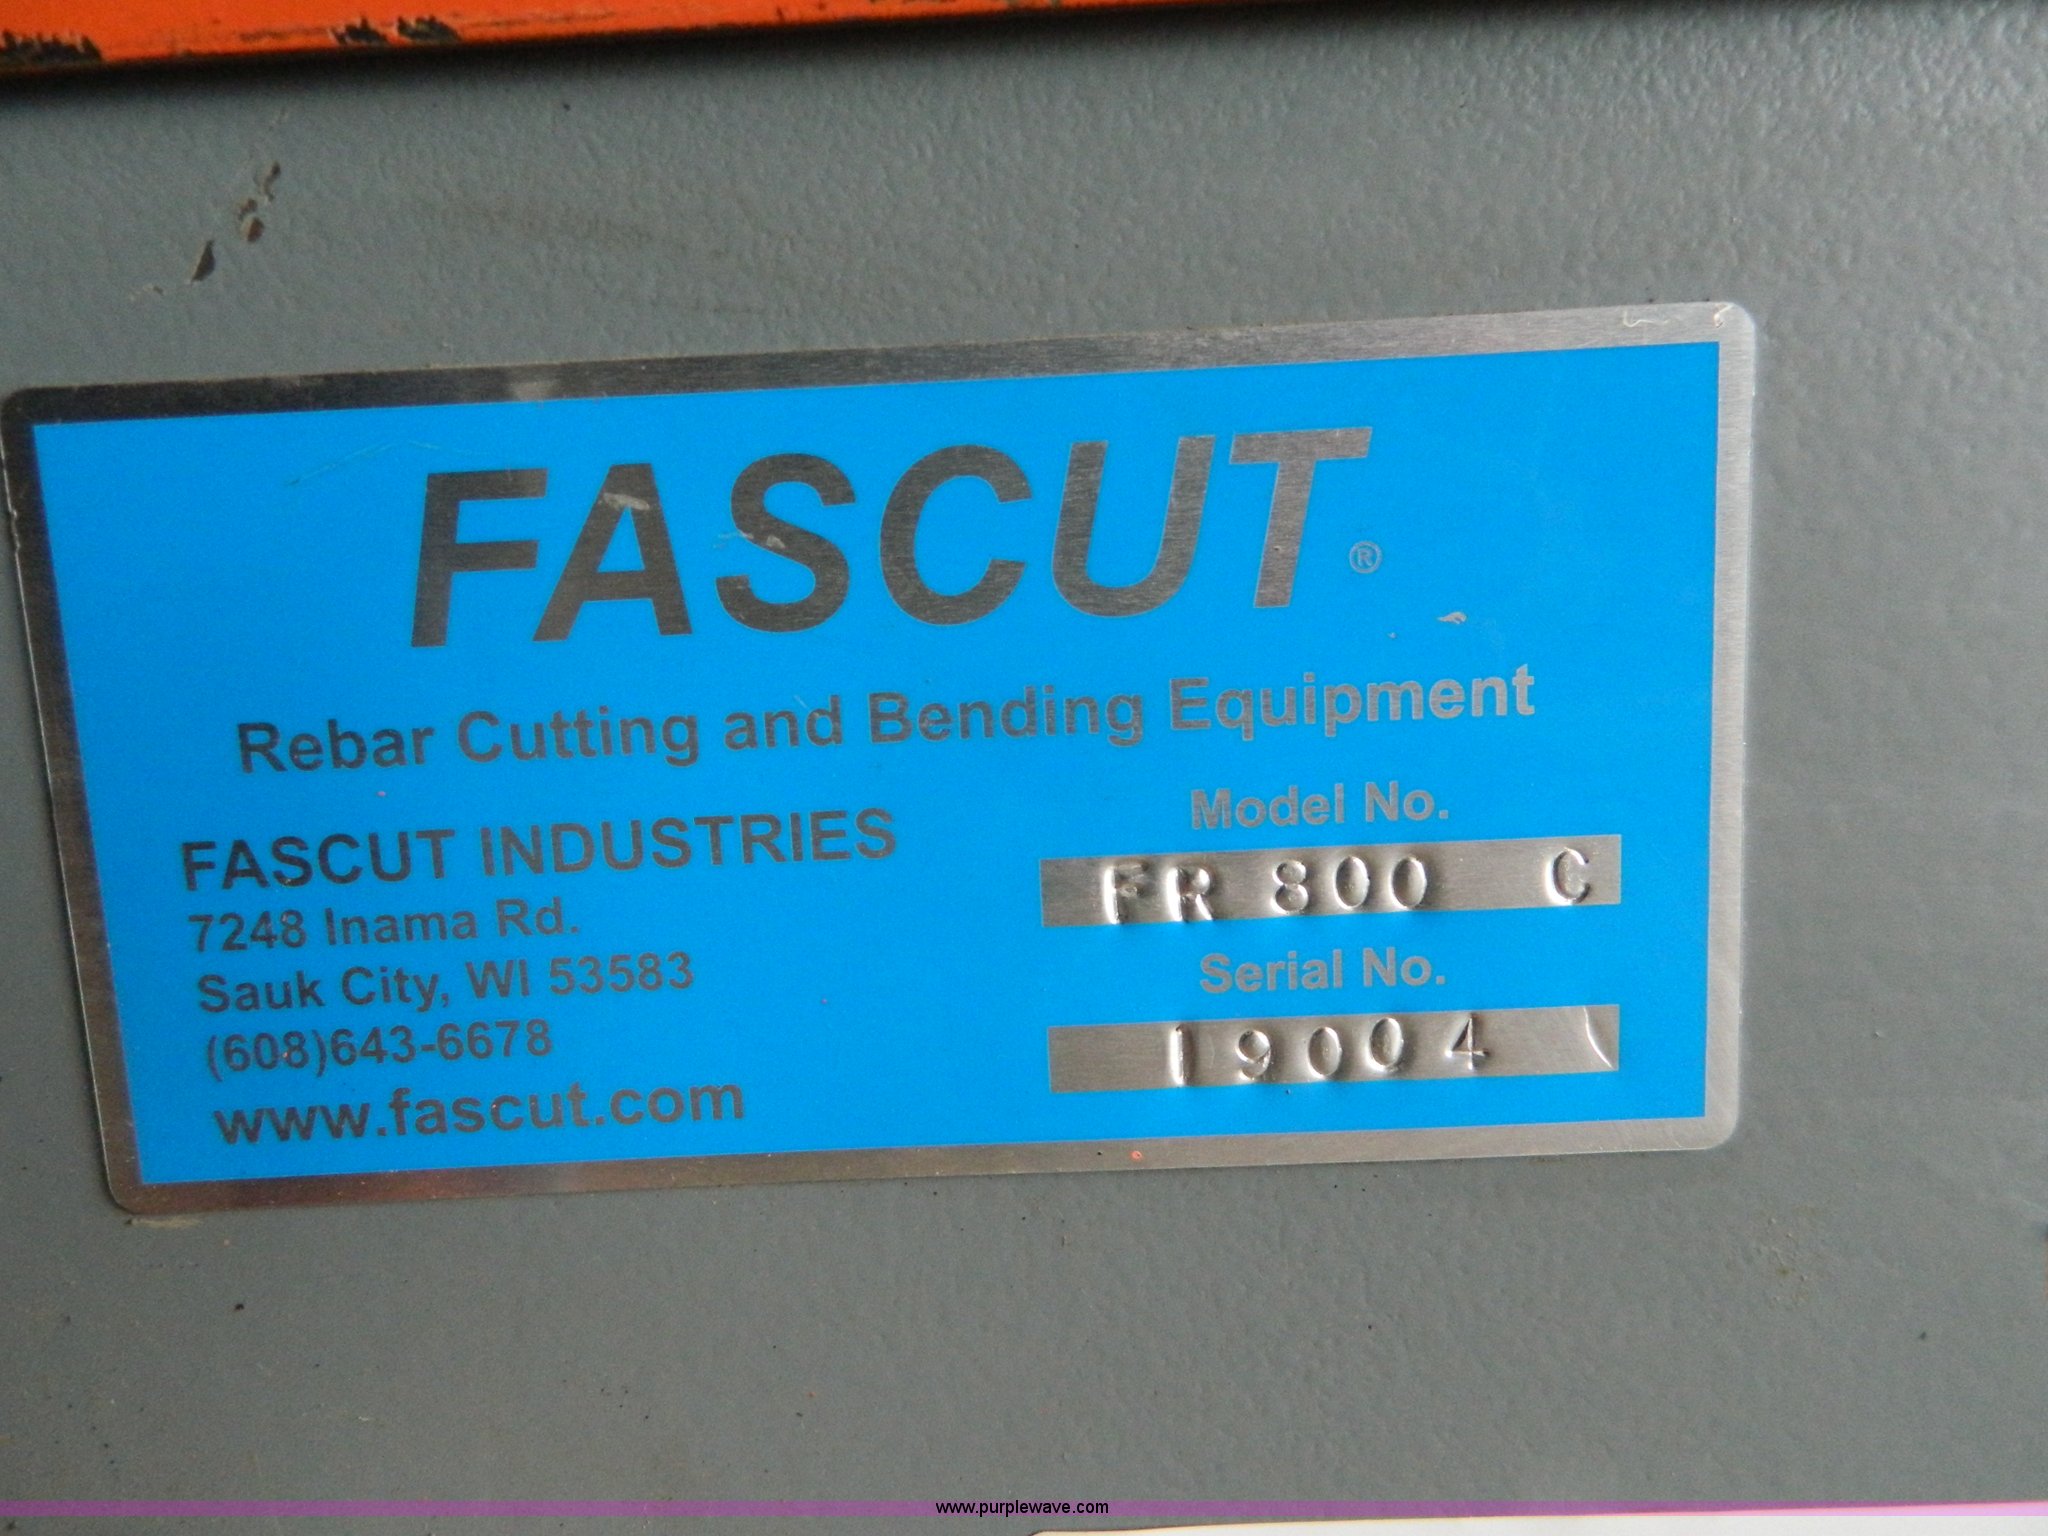 FASCUT®
Rebar Cutting and Bending Equipment
FASCUT INDUSTRIES
7248 Inama Rd.
Sauk City, WI 53583
(608)643-6678
www.fascut.com
Model No.
FR 800 C
Serial No.
19004
www.purplewave.com